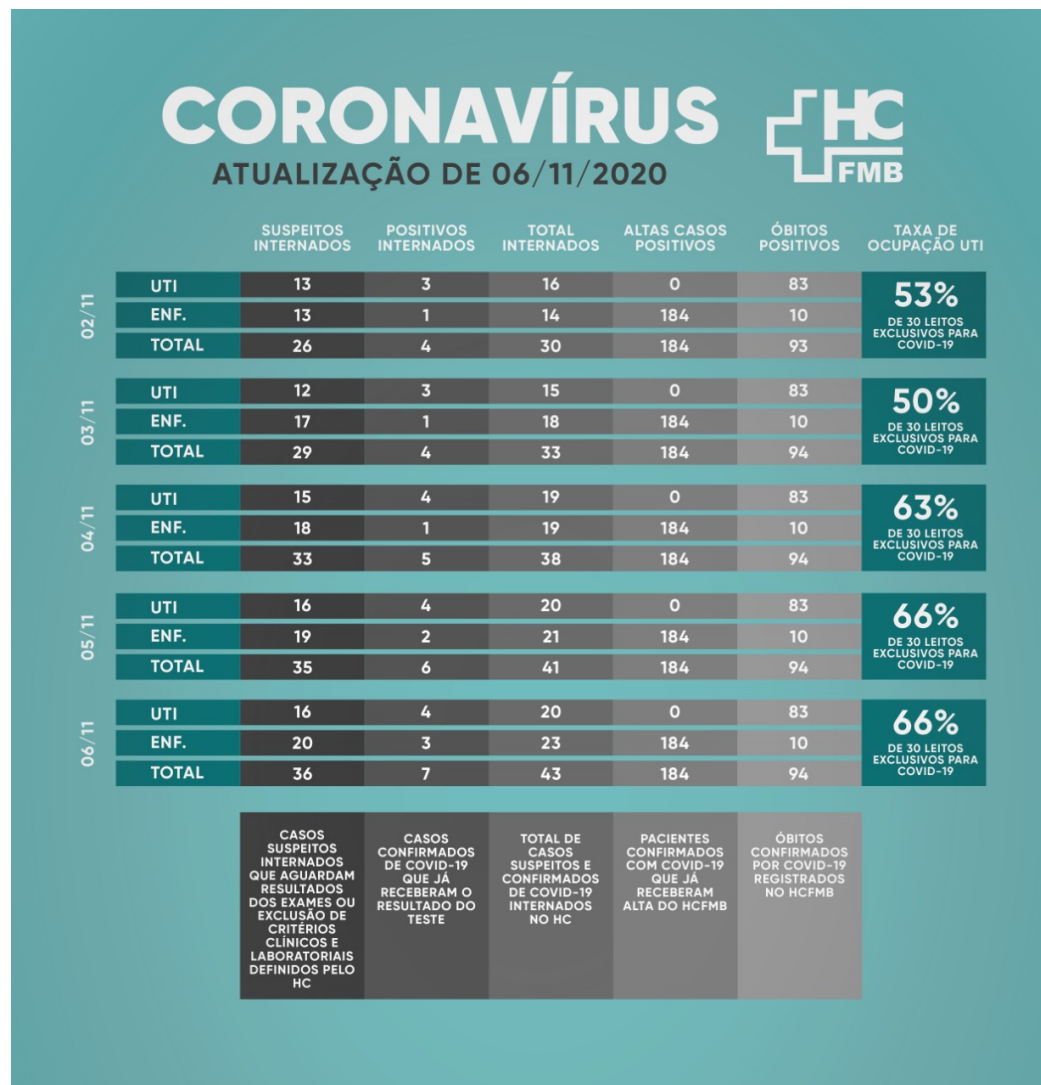 CORONAVÍRUS
ATUALIZAÇÃO DE 06/11/2020
HC
FMB
SUSPEITOS INTERNADOS POSITIVOS INTERNADOS TOTAL INTERNADOS ALTAS CASOS POSITIVOS ÓBITOS POSITIVOS TAXA DE OCUPAÇÃO UTI
02/11
UTI 13 3 16 0 83
ENF. 13 1 14 184 10
TOTAL 26 4 30 184 93
53%
DE 30 LEITOS
EXCLUSIVOS PARA
COVID-19
03/11
UTI 12 3 15 0 83
ENF. 17 1 18 184 10
TOTAL 29 4 33 184 94
50%
DE 30 LEITOS
EXCLUSIVOS PARA
COVID-19
04/11
UTI 15 4 19 0 83
ENF. 18 1 19 184 10
TOTAL 33 5 38 184 94
63%
DE 30 LEITOS
EXCLUSIVOS PARA
COVID-19
05/11
UTI 16 4 20 0 83
ENF. 19 2 21 184 10
TOTAL 35 6 41 184 94
66%
DE 30 LEITOS
EXCLUSIVOS PARA
COVID-19
06/11
UTI 16 4 20 0 83
ENF. 20 3 23 184 10
TOTAL 36 7 43 184 94
66%
DE 30 LEITOS
EXCLUSIVOS PARA
COVID-19
CASOS
SUSPEITOS
INTERNADOS
QUE AGUARDAM
RESULTADOS
DOS EXAMES OU
EXCLUSÃO DE
CRITÉRIOS
CLÍNICOS E
LABORATORIAIS
DEFINIDOS PELO
HC
CASOS
CONFIRMADOS
DE COVID-19
QUE JÁ
RECEBERAM O
RESULTADO DO
TESTE
TOTAL DE
CASOS
SUSPEITOS E
CONFIRMADOS
DE COVID-19
INTERNADOS
NO HC
PACIENTES
CONFIRMADOS
COM COVID-19
QUE JÁ
RECEBERAM
ALTA DO HCFMB
ÓBITOS
CONFIRMADOS
POR COVID-19
REGISTRADOS
NO HCFMB